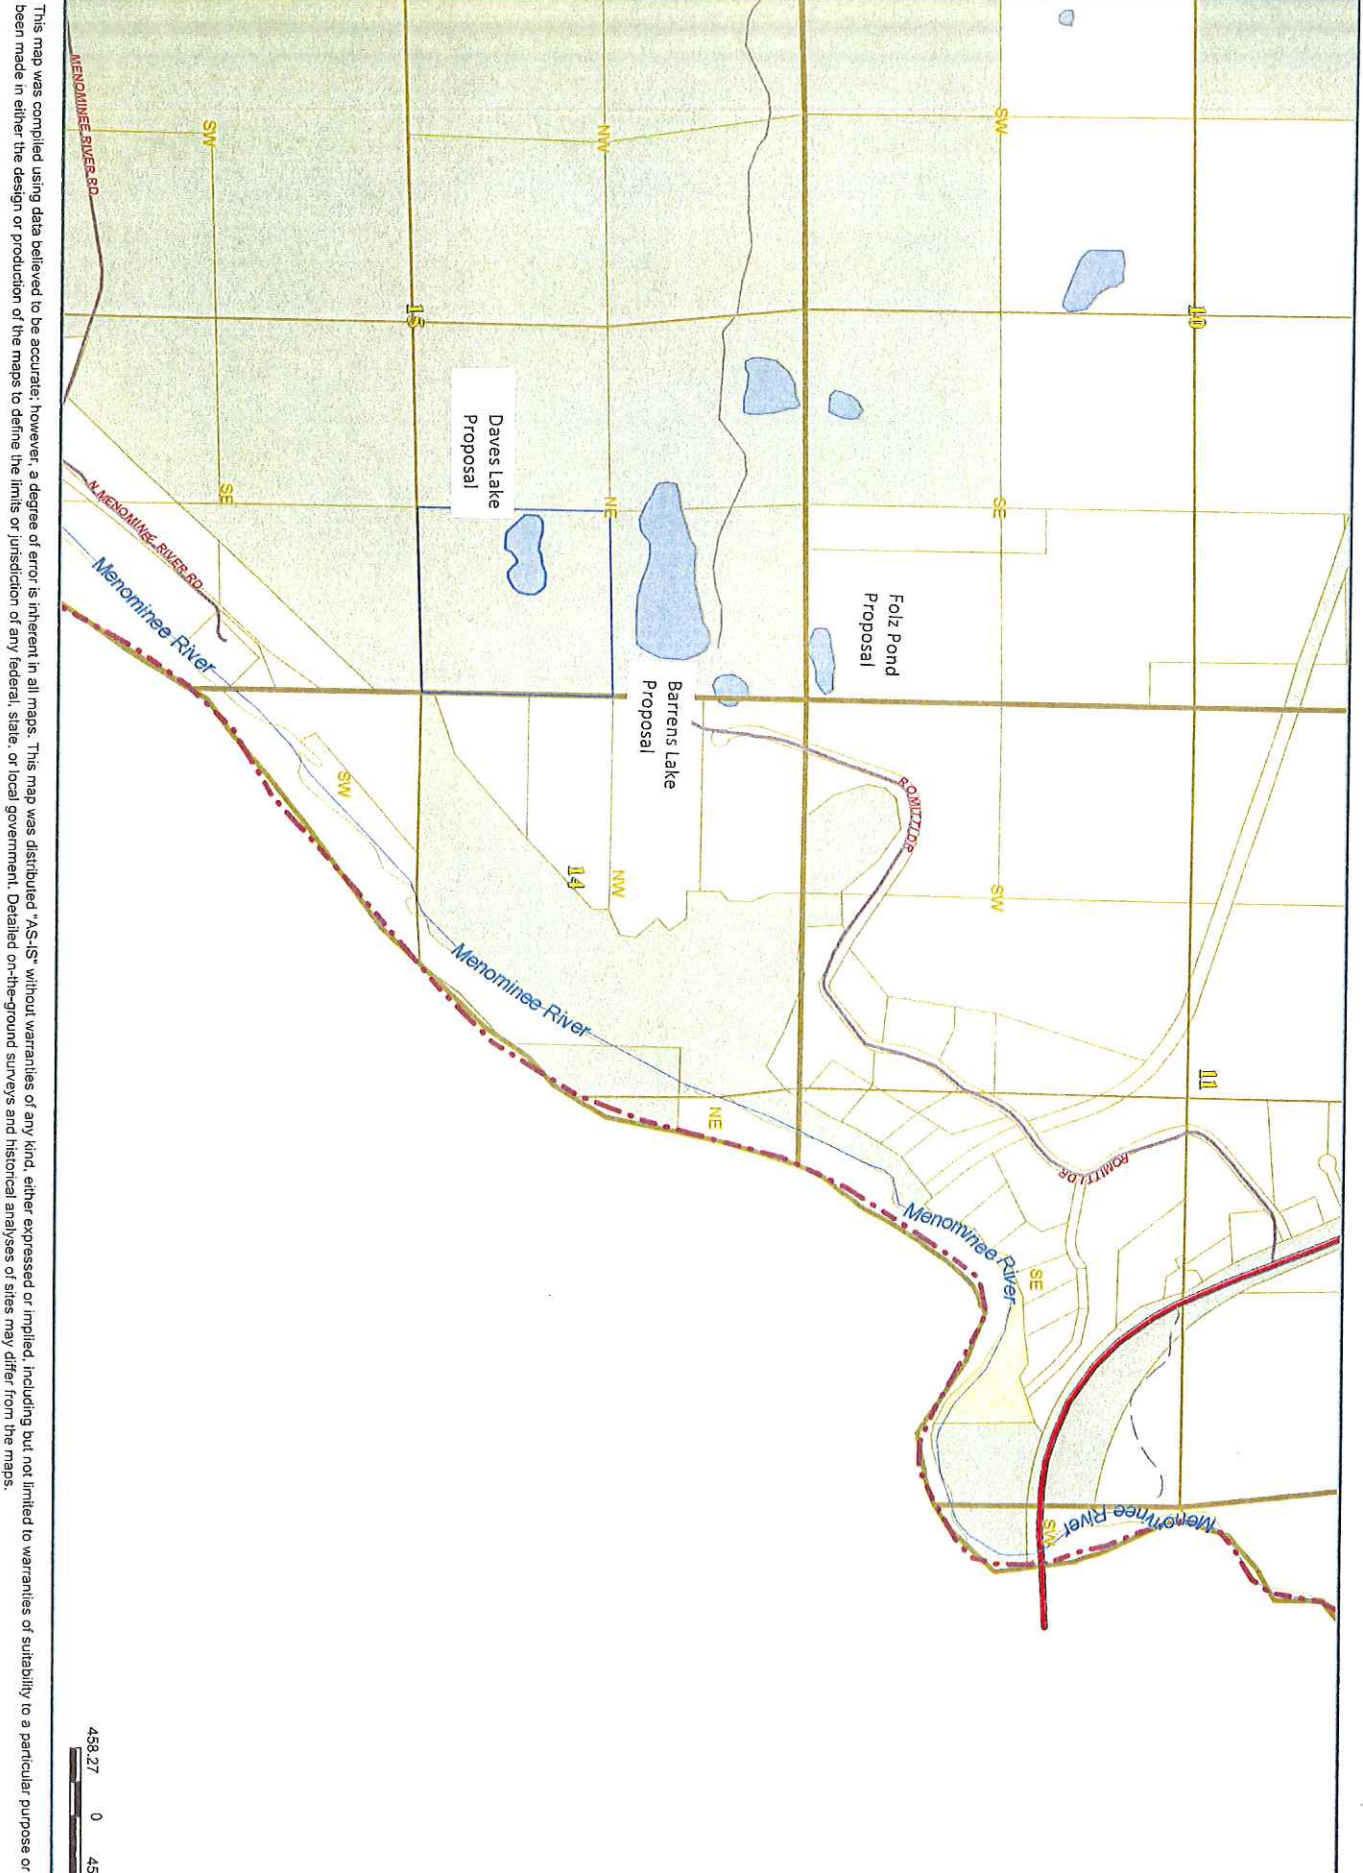 10
11
SW
SE
SW
SE
SW
ROMITTI DR
ROMITTI DR
Folz Pond
Proposal
Menominee River
Menominee River
NW
NE
NW
NE
Barrens Lake
Proposal
Daves Lake
Proposal
14
15
Menominee River
SW
SE
SW
MENOMINEE RIVER RD
N MENOMINEE RIVER RD
Menominee River
458.27 0 45
This map was compiled using data believed to be accurate; however, a degree of error is inherent in all maps. This map was distributed "AS-IS" without warranties of any kind, either expressed or implied, including but not limited to warranties of suitability to a particular purpose or
been made in either the design or production of the maps to define the limits or jurisdiction of any federal, state, or local government. Detailed on-the-ground surveys and historical analyses of sites may differ from the maps.